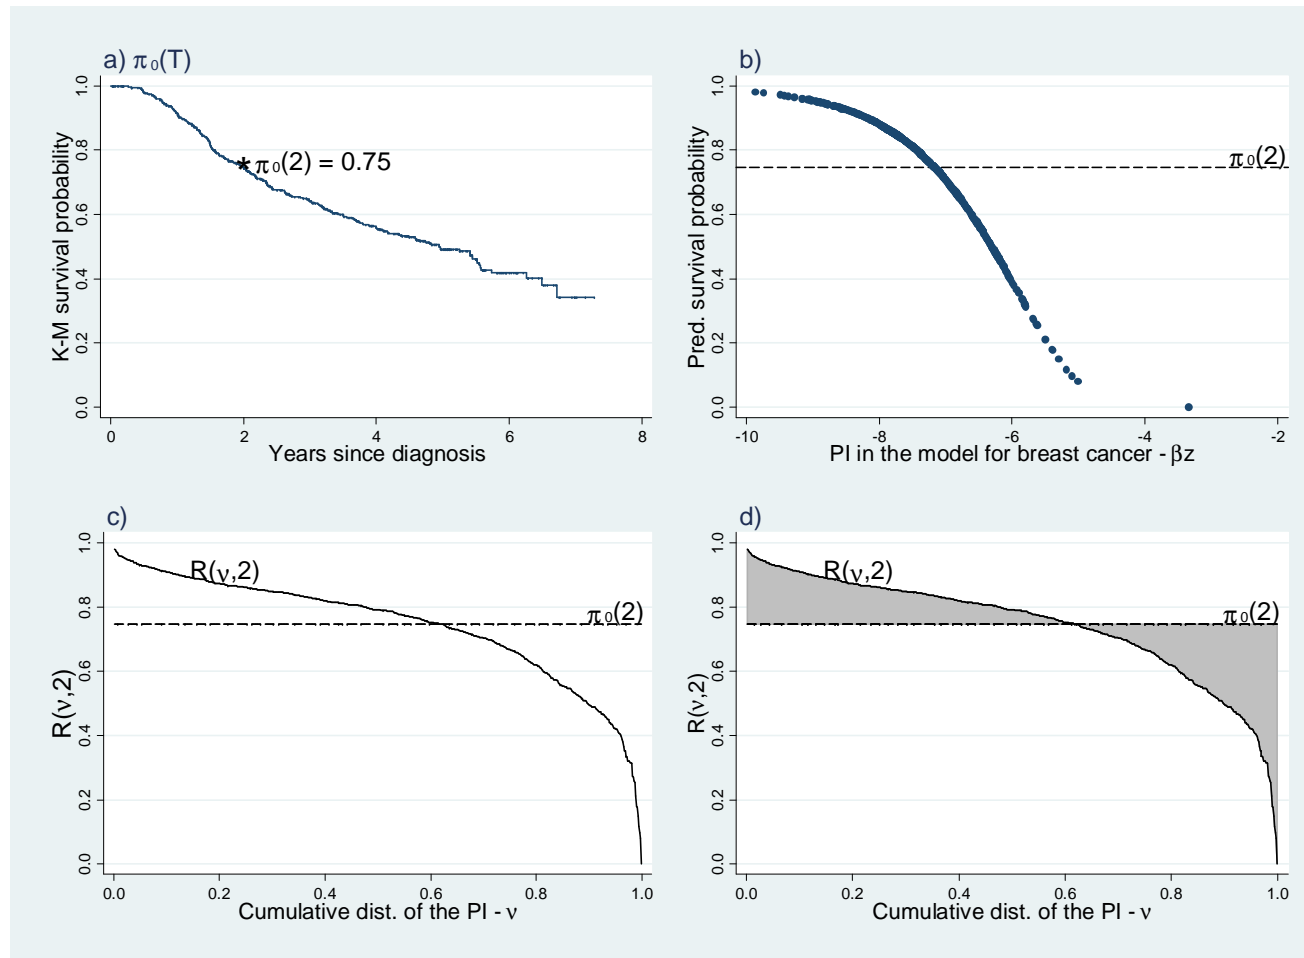 a) π₀(T)
K-M survival probability
1.0
0.8
0.6
0.4
0.2
0.0
* π₀(2) = 0.75
0 2 4 6 8
Years since diagnosis
b)
Pred. survival probability
1.0
0.8
0.6
0.4
0.2
0.0
π₀(2)
-10 -8 -6 -4 -2
PI in the model for breast cancer - βz
c)
R(ν,2)
1.0
0.8
0.6
0.4
0.2
0.0
R(ν,2)
π₀(2)
0.0 0.2 0.4 0.6 0.8 1.0
Cumulative dist. of the PI - ν
d)
R(ν,2)
1.0
0.8
0.6
0.4
0.2
0.0
R(ν,2)
π₀(2)
0.0 0.2 0.4 0.6 0.8 1.0
Cumulative dist. of the PI - ν